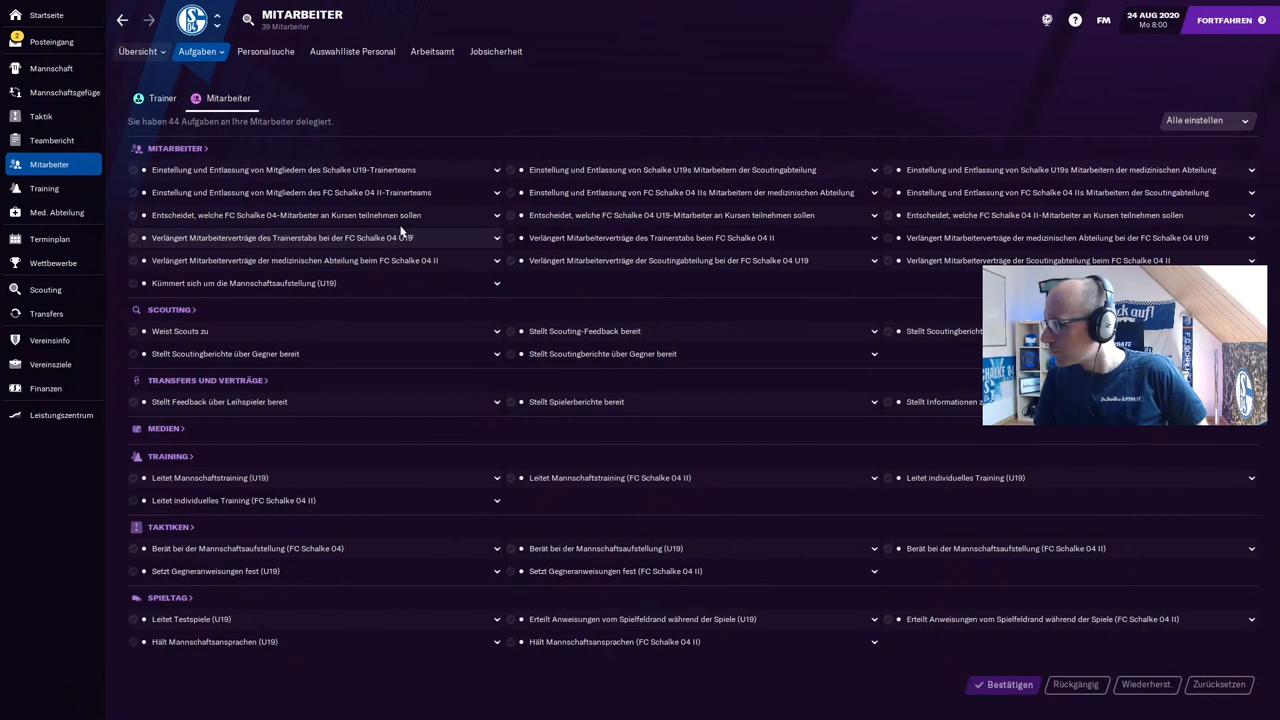 Startseite
2
Posteingang
Mannschaft
Mannschaftsgefüge
Taktik
Teambericht
Mitarbeiter
Training
Med. Abteilung
Terminplan
Wettbewerbe
Scouting
Transfers
Vereinsinfo
Vereinsziele
Finanzen
Leistungszentrum
MITARBEITER
39 Mitarbeiter
? FM 24 AUG 2020
Mo 8:00
FORTFAHREN
Übersicht Aufgaben Personalsuche Auswahlliste Personal Arbeitsamt Jobsicherheit
Trainer Mitarbeiter
Sie haben 44 Aufgaben an Ihre Mitarbeiter delegiert.
Alle einstellen
MITARBEITER
Einstellung und Entlassung von Mitgliedern des Schalke U19-Trainerteams Einstellung und Entlassung von Schalke U19s Mitarbeitern der Scoutingabteilung Einstellung und Entlassung von Schalke U19s Mitarbeitern der medizinischen Abteilung
Einstellung und Entlassung von Mitgliedern des FC Schalke 04 II-Trainerteams Einstellung und Entlassung von FC Schalke 04 IIs Mitarbeitern der medizinischen Abteilung Einstellung und Entlassung von FC Schalke 04 IIs Mitarbeitern der Scoutingabteilung
Entscheidet, welche FC Schalke 04-Mitarbeiter an Kursen teilnehmen sollen Entscheidet, welche FC Schalke 04 U19-Mitarbeiter an Kursen teilnehmen sollen Entscheidet, welche FC Schalke 04 II-Mitarbeiter an Kursen teilnehmen sollen
Verlängert Mitarbeiterverträge des Trainerstabs bei der FC Schalke 04 U19 Verlängert Mitarbeiterverträge des Trainerstabs beim FC Schalke 04 II Verlängert Mitarbeiterverträge der medizinischen Abteilung bei der FC Schalke 04 U19
Verlängert Mitarbeiterverträge der medizinischen Abteilung beim FC Schalke 04 II Verlängert Mitarbeiterverträge der Scoutingabteilung bei der FC Schalke 04 U19 Verlängert Mitarbeiterverträge der Scoutingabteilung beim FC Schalke 04 II
Kümmert sich um die Mannschaftsaufstellung (U19)
SCOUTING
Weist Scouts zu Stellt Scouting-Feedback bereit Stellt Scoutingbericht
Stellt Scoutingberichte über Gegner bereit Stellt Scoutingberichte über Gegner bereit
TRANSFERS UND VERTRÄGE
Stellt Feedback über Leihspieler bereit Stellt Spielerberichte bereit Stellt Informationen
MEDIEN
TRAINING
Leitet Mannschaftstraining (U19) Leitet Mannschaftstraining (FC Schalke 04 II) Leitet individuelles Training (U19)
Leitet individuelles Training (FC Schalke 04 II)
TAKTIKEN
Berät bei der Mannschaftsaufstellung (FC Schalke 04) Berät bei der Mannschaftsaufstellung (U19) Berät bei der Mannschaftsaufstellung (FC Schalke 04 II)
Setzt Gegneranweisungen fest (U19) Setzt Gegneranweisungen fest (FC Schalke 04 II)
SPIELTAG
Leitet Testspiele (U19) Erteilt Anweisungen vom Spielfeldrand während der Spiele (U19) Erteilt Anweisungen vom Spielfeldrand während der Spiele (FC Schalke 04 II)
Hält Mannschaftsansprachen (U19) Hält Mannschaftsansprachen (FC Schalke 04 II)
Bestätigen Rückgängig Wiederherst. Zurücksetzen